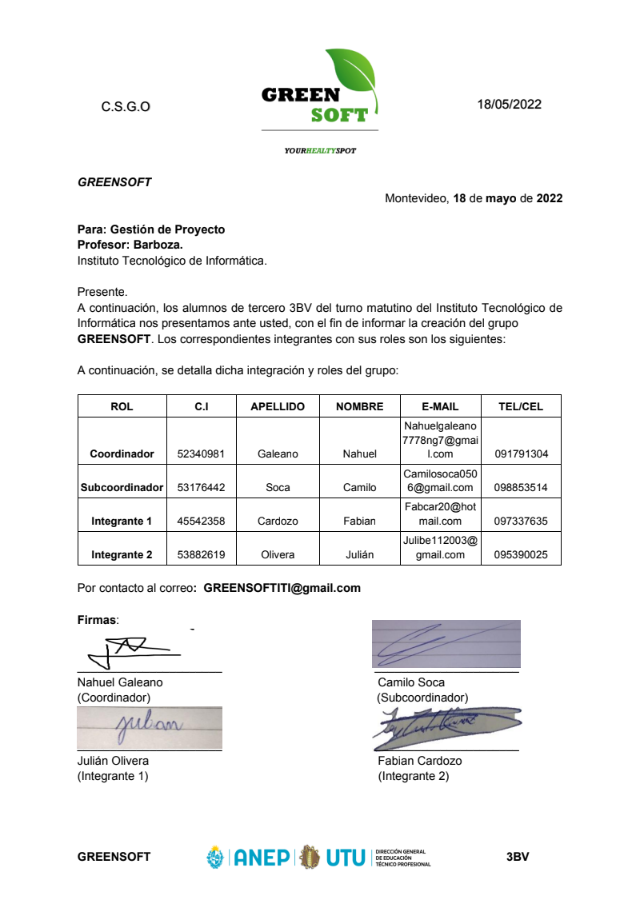 C.S.G.O
GREEN
SOFT
18/05/2022
YOURHEALTYSPOT
GREENSOFT
Montevideo, 18 de mayo de 2022
Para: Gestión de Proyecto
Profesor: Barboza.
Instituto Tecnológico de Informática.
Presente.
A continuación, los alumnos de tercero 3BV del turno matutino del Instituto Tecnológico de
Informática nos presentamos ante usted, con el fin de informar la creación del grupo
GREENSOFT. Los correspondientes integrantes con sus roles son los siguientes:
A continuación, se detalla dicha integración y roles del grupo:
ROL C.I APELLIDO NOMBRE E-MAIL TEL/CEL
Nahuelgaleano
7778ng7@gmai
Coordinador 52340981 Galeano Nahuel l.com 091791304
Camilosoca050
Subcoordinador 53176442 Soca Camilo 6@gmail.com 098853514
Fabcar20@hot
Integrante 1 45542358 Cardozo Fabian mail.com 097337635
Julibe112003@
Integrante 2 53882619 Olivera Julián gmail.com 095390025
Por contacto al correo: GREENSOFTITI@gmail.com
Firmas:
Nahuel Galeano
(Coordinador)
Camilo Soca
(Subcoordinador)
julian
Julián Olivera
(Integrante 1)
Fabian Cardozo
(Integrante 2)
GREENSOFT
ANEP
UTU
DIRECCIÓN GENERAL
DE EDUCACIÓN
TÉCNICO PROFESIONAL
3BV